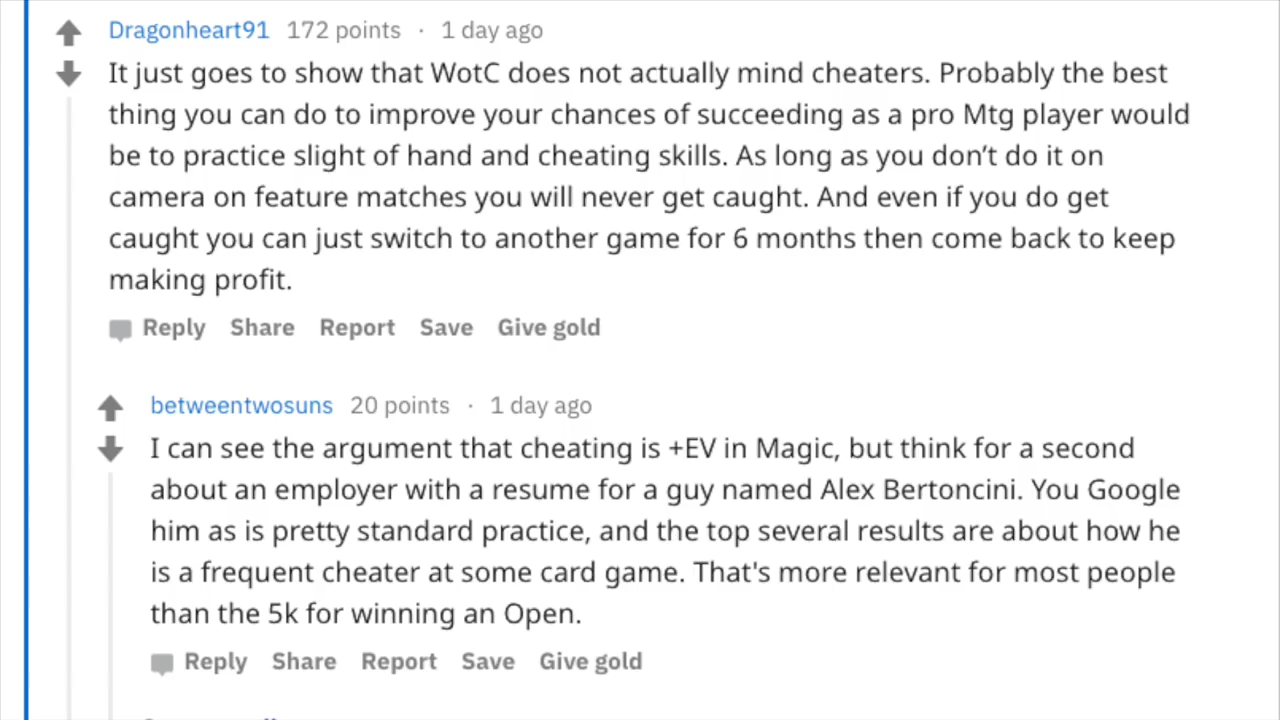 Dragonheart91 172 points · 1 day ago
It just goes to show that WotC does not actually mind cheaters. Probably the best
thing you can do to improve your chances of succeeding as a pro Mtg player would
be to practice slight of hand and cheating skills. As long as you don’t do it on
camera on feature matches you will never get caught. And even if you do get
caught you can just switch to another game for 6 months then come back to keep
making profit.
Reply Share Report Save Give gold
betweentwosuns 20 points · 1 day ago
I can see the argument that cheating is +EV in Magic, but think for a second
about an employer with a resume for a guy named Alex Bertoncini. You Google
him as is pretty standard practice, and the top several results are about how he
is a frequent cheater at some card game. That's more relevant for most people
than the 5k for winning an Open.
Reply Share Report Save Give gold